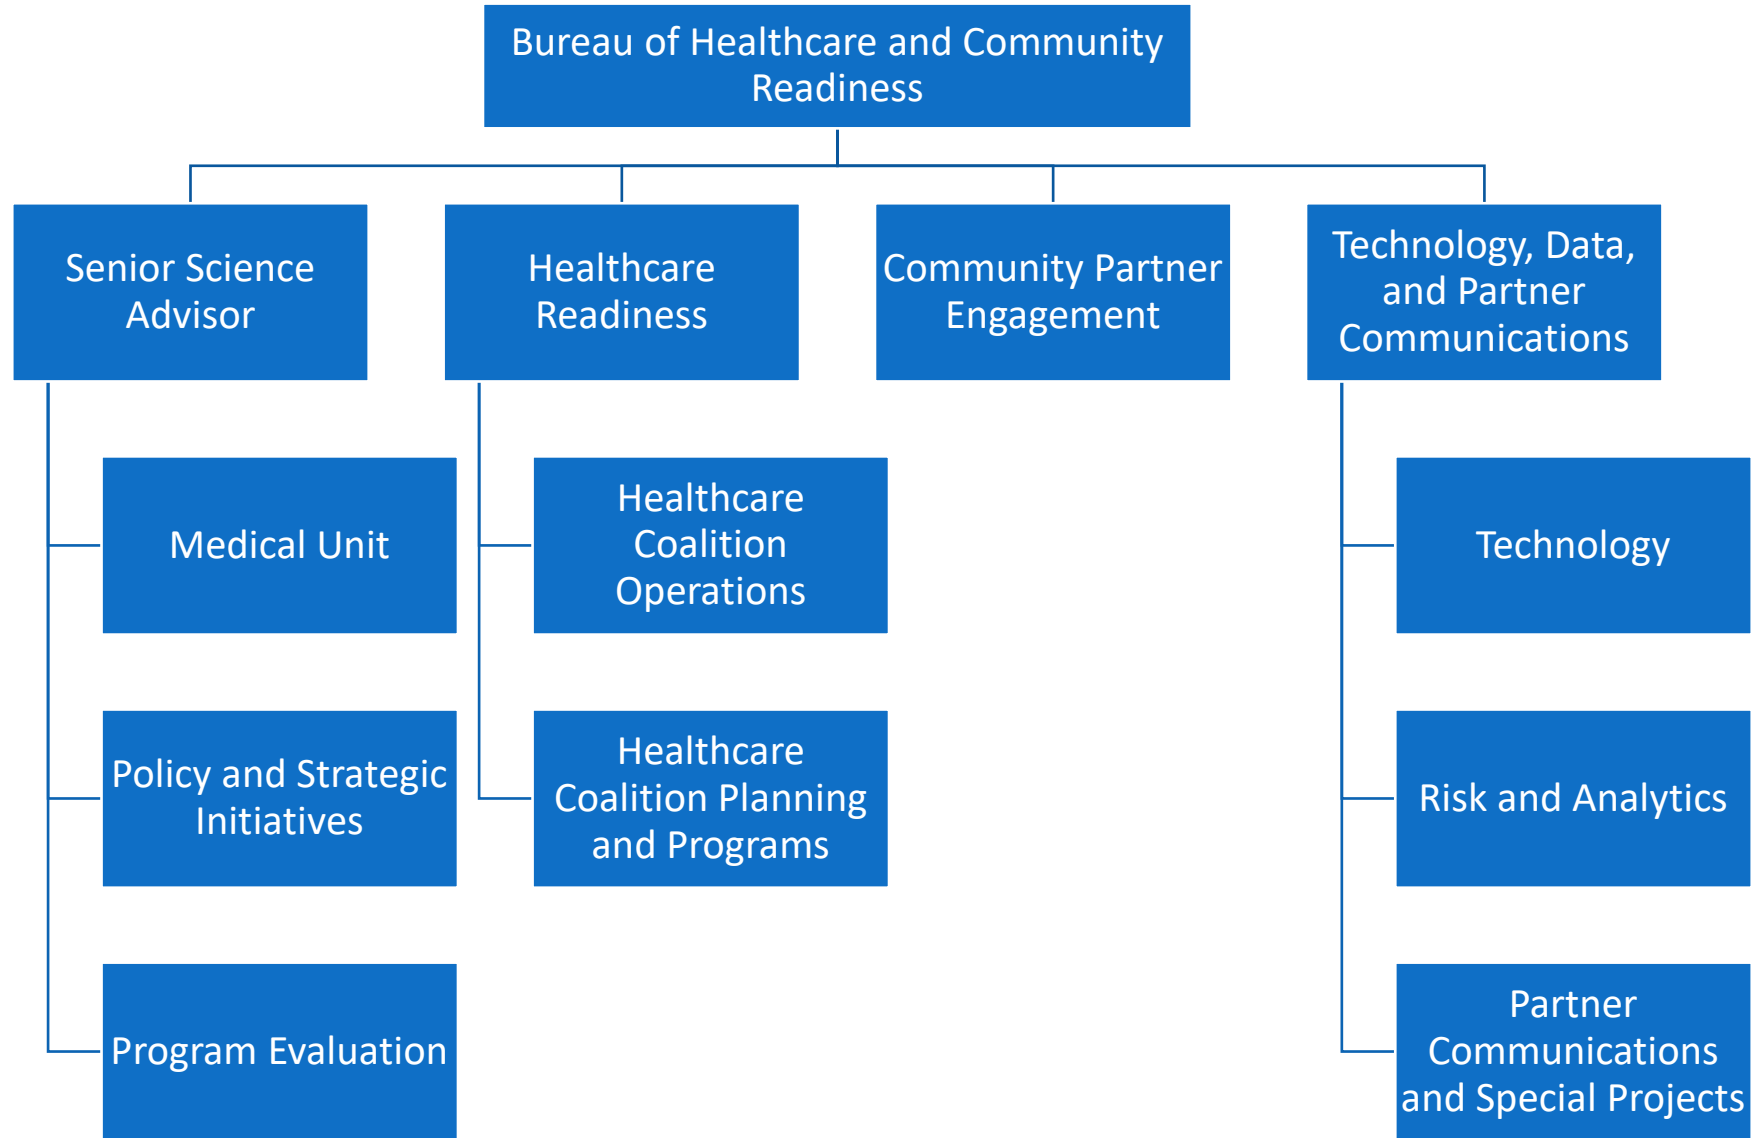 Bureau of Healthcare and Community
Readiness
Senior Science
Advisor
Healthcare
Readiness
Community Partner
Engagement
Technology, Data,
and Partner
Communications
Medical Unit
Policy and Strategic
Initiatives
Program Evaluation
Healthcare
Coalition
Operations
Healthcare
Coalition Planning
and Programs
Technology
Risk and Analytics
Partner
Communications
and Special Projects